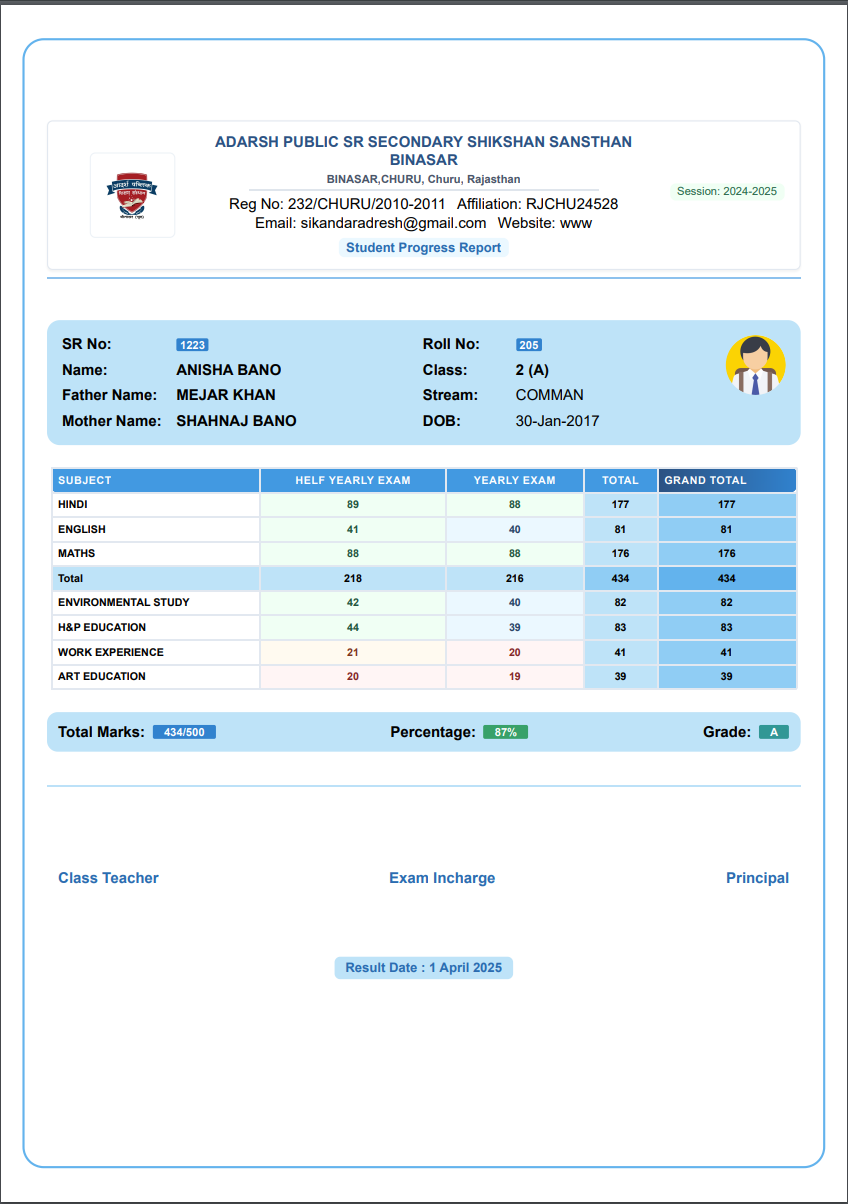 ADARSH PUBLIC SR SECONDARY SHIKSHAN SANSTHAN
BINASAR
BINASAR,CHURU, Churu, Rajasthan
Reg No: 232/CHURU/2010-2011 Affiliation: RJCHU24528
Email: sikandaradresh@gmail.com Website: www
Student Progress Report
Session: 2024-2025
आदर्श पब्लिक
SR No: 1223 Roll No: 205
Name: ANISHA BANO Class: 2 (A)
Father Name: MEJAR KHAN Stream: COMMAN
Mother Name: SHAHNAJ BANO DOB: 30-Jan-2017
SUBJECT HELF YEARLY EXAM YEARLY EXAM TOTAL GRAND TOTAL
HINDI 89 88 177 177
ENGLISH 41 40 81 81
MATHS 88 88 176 176
Total 218 216 434 434
ENVIRONMENTAL STUDY 42 40 82 82
H&P EDUCATION 44 39 83 83
WORK EXPERIENCE 21 20 41 41
ART EDUCATION 20 19 39 39
Total Marks: 434/500 Percentage: 87% Grade: A
Class Teacher Exam Incharge Principal
Result Date : 1 April 2025